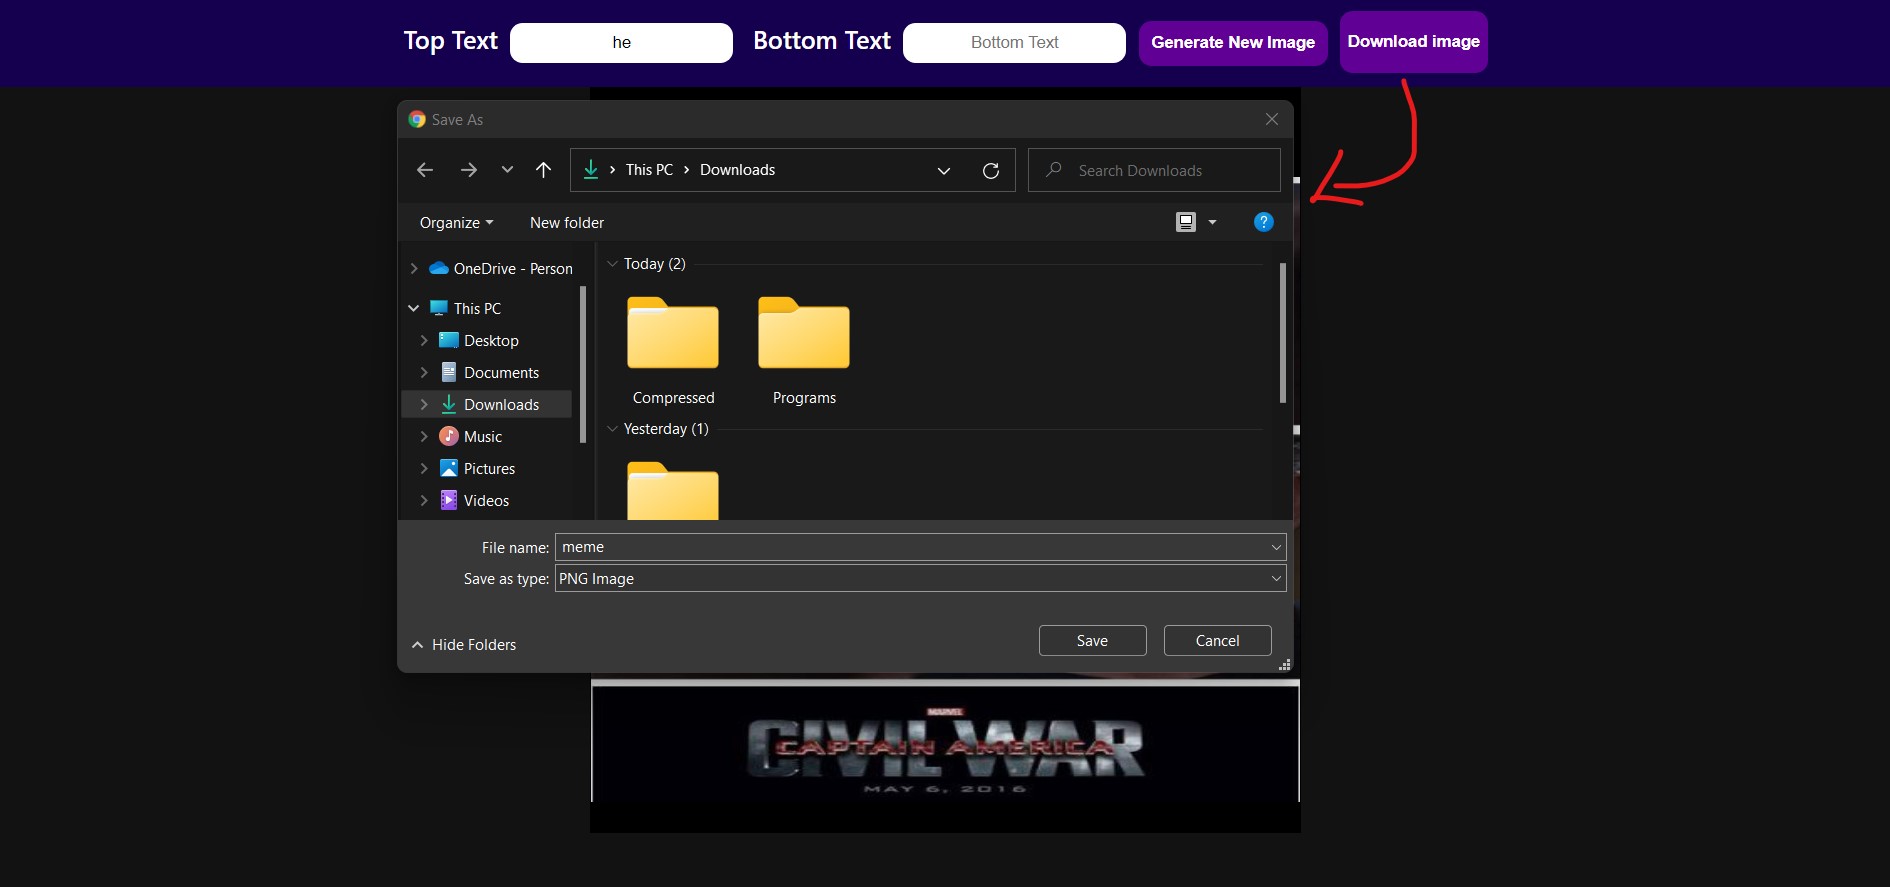 Top Text he Bottom Text Bottom Text Generate New Image Download image
Save As
This PC Downloads Search Downloads
Organize New folder
OneDrive - Person
This PC
Desktop
Documents
Downloads
Music
Pictures
Videos
Today (2)
Compressed Programs
Yesterday (1)
File name: meme
Save as type: PNG Image
Hide Folders Save Cancel
MARVEL
CIVIL WAR
CAPTAIN AMERICA
MAY 6, 2016